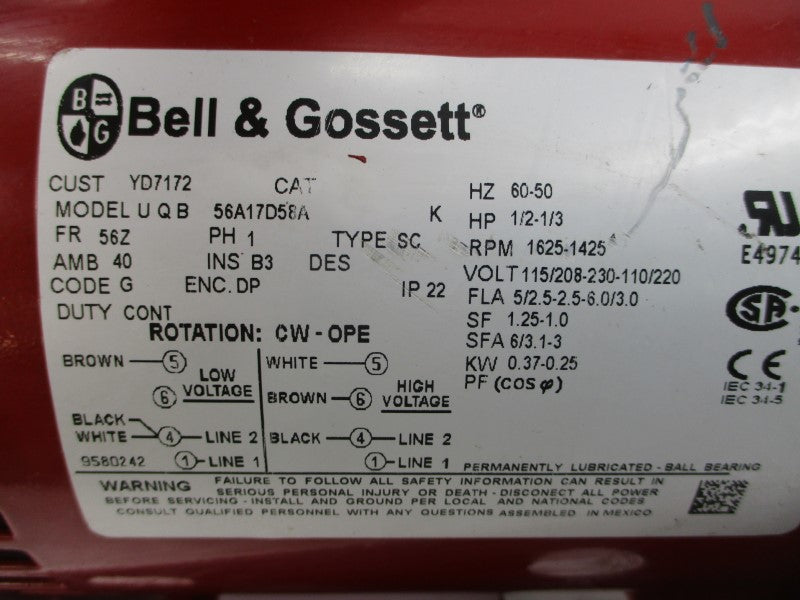 B G
Bell & Gossett®
CUST YD7172 CAT
MODEL U Q B 56A17D58A K
FR 56Z PH 1 TYPE SC
AMB 40 INS B3 DES
CODE G ENC. DP IP 22
DUTY CONT
HZ 60-50
HP 1/2-1/3
RPM 1625-1425
VOLT 115/208-230-110/220
FLA 5/2.5-2.5-6.0/3.0
SF 1.25-1.0
SFA 6/3.1-3
KW 0.37-0.25
PF (COS φ)
E4974
CE
IEC 34-1
IEC 34-5
ROTATION: CW - OPE
BROWN 5
6 LOW VOLTAGE
BLACK
WHITE 4 LINE 2
1 LINE 1
9580242
WHITE 5
BROWN 6 HIGH VOLTAGE
BLACK 4 LINE 2
1 LINE 1
PERMANENTLY LUBRICATED - BALL BEARING
WARNING FAILURE TO FOLLOW ALL SAFETY INFORMATION CAN RESULT IN
SERIOUS PERSONAL INJURY OR DEATH - DISCONECT ALL POWER
BEFORE SERVICING - INSTALL AND GROUND PER LOCAL AND NATIONAL CODES
CONSULT QUALIFIED PERSONNEL WITH ANY QUESTIONS ASSEMBLED IN MEXICO